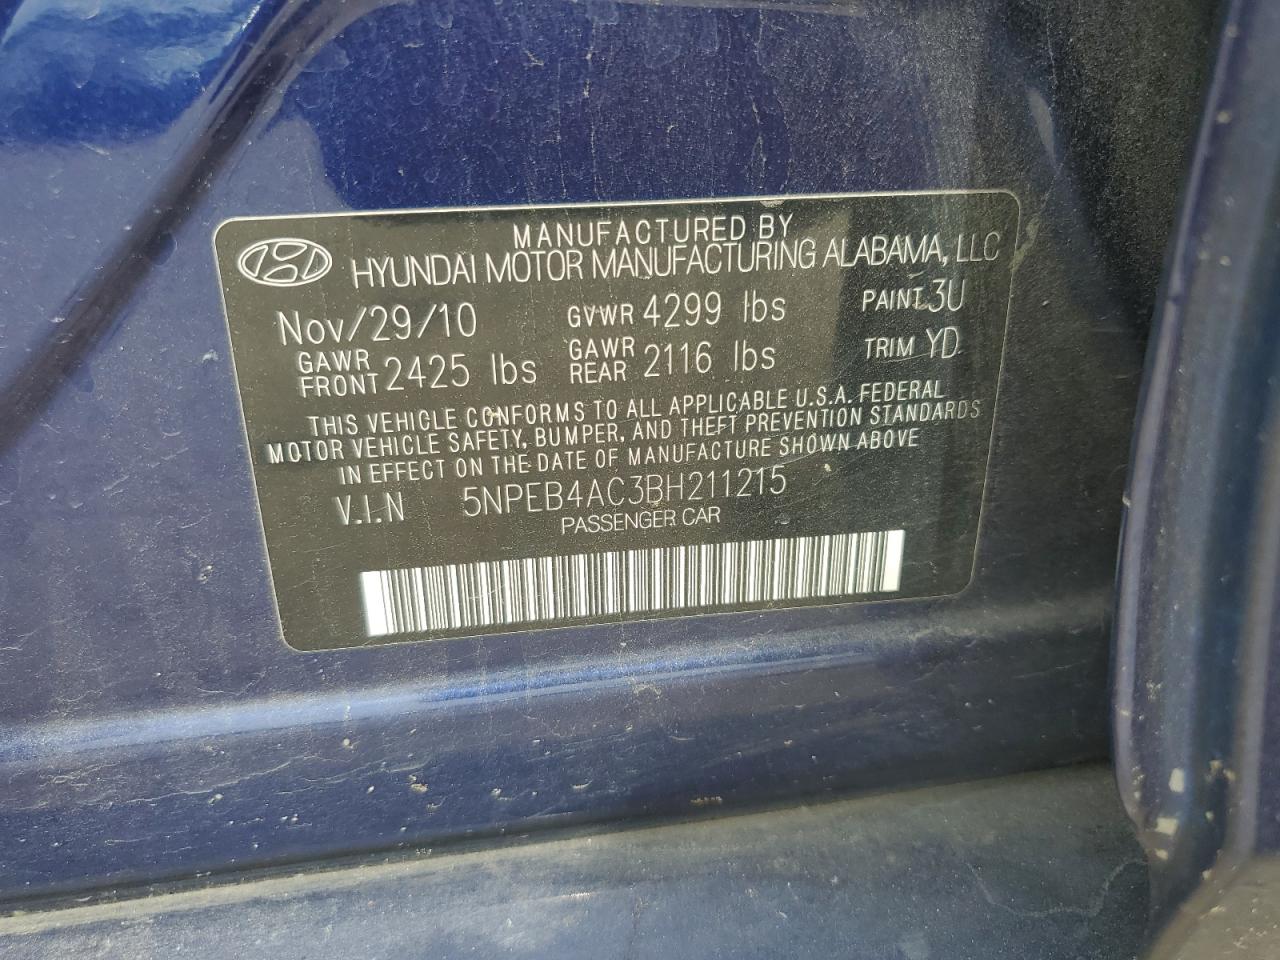 MANUFACTURED BY
HYUNDAI MOTOR MANUFACTURING ALABAMA, LLC
Nov/29/10 GVWR 4299 lbs PAINT 3U
GAWR FRONT 2425 lbs GAWR REAR 2116 lbs TRIM YD
THIS VEHICLE CONFORMS TO ALL APPLICABLE U.S.A. FEDERAL
MOTOR VEHICLE SAFETY, BUMPER, AND THEFT PREVENTION STANDARDS
IN EFFECT ON THE DATE OF MANUFACTURE SHOWN ABOVE
V.I.N 5NPEB4AC3BH211215
PASSENGER CAR